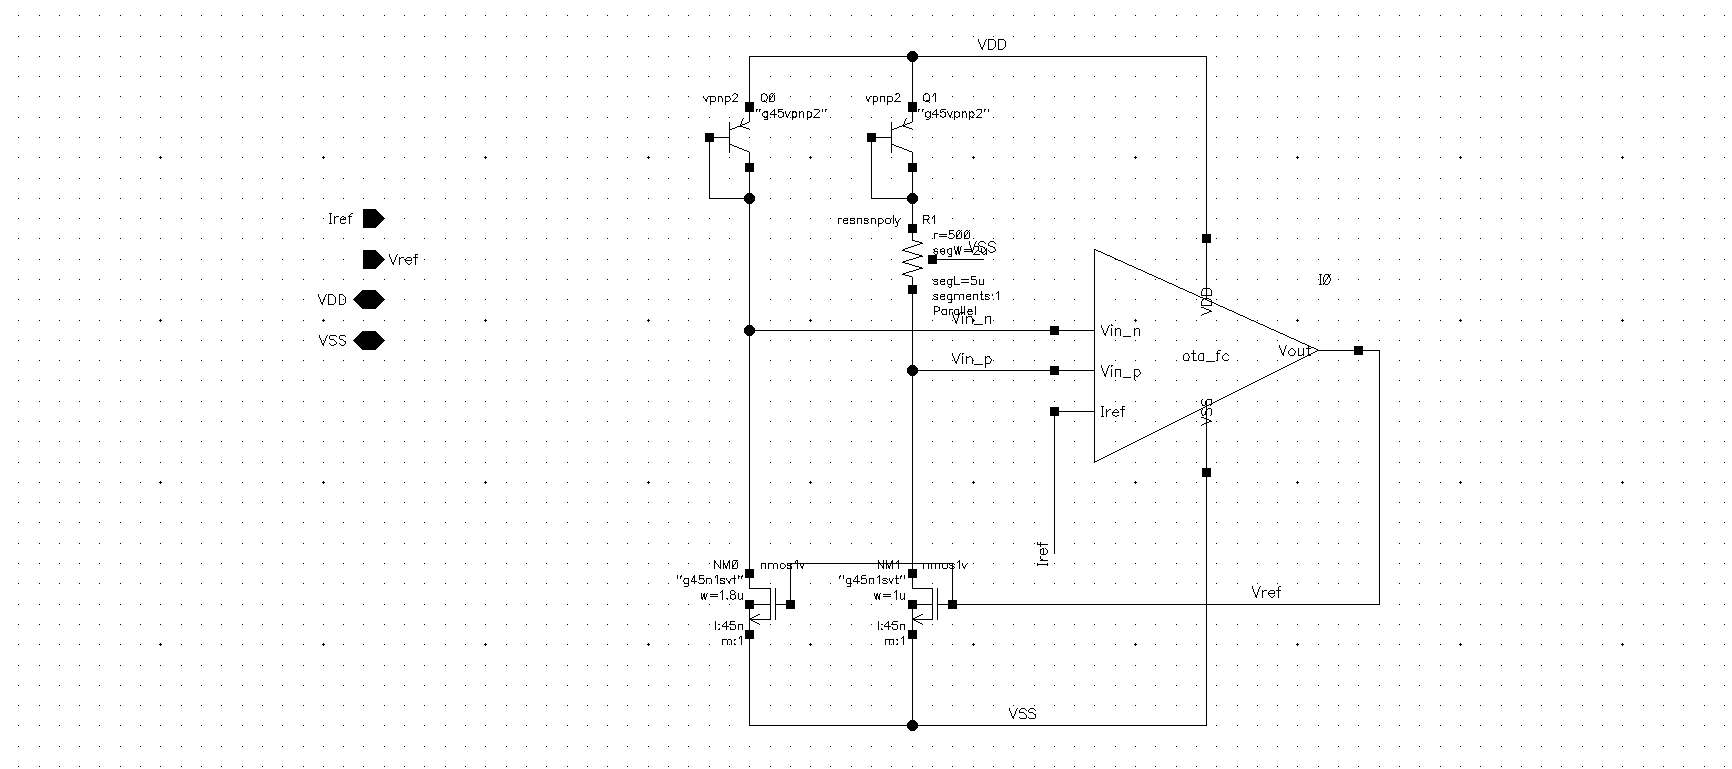 VDD
vpnp2 Q0
"g45vpnp2"
vpnp2 Q1
"g45vpnp2"
Iref
Vref
VDD
VSS
resnsnpoly R1
r=500
segW=2u
VSS
segL=5u
segments:1
Parallel
Vin_n
Vin_p
I0
VDD
Vin_n
Vin_p
Iref
ota_fc
Vout
VSS
Iref
NM0 nmos1v
"g45n1svt"
w=1.8u
l:45n
m:1
NM1 nmos1v
"g45n1svt"
w=1u
l:45n
m:1
Vref
VSS